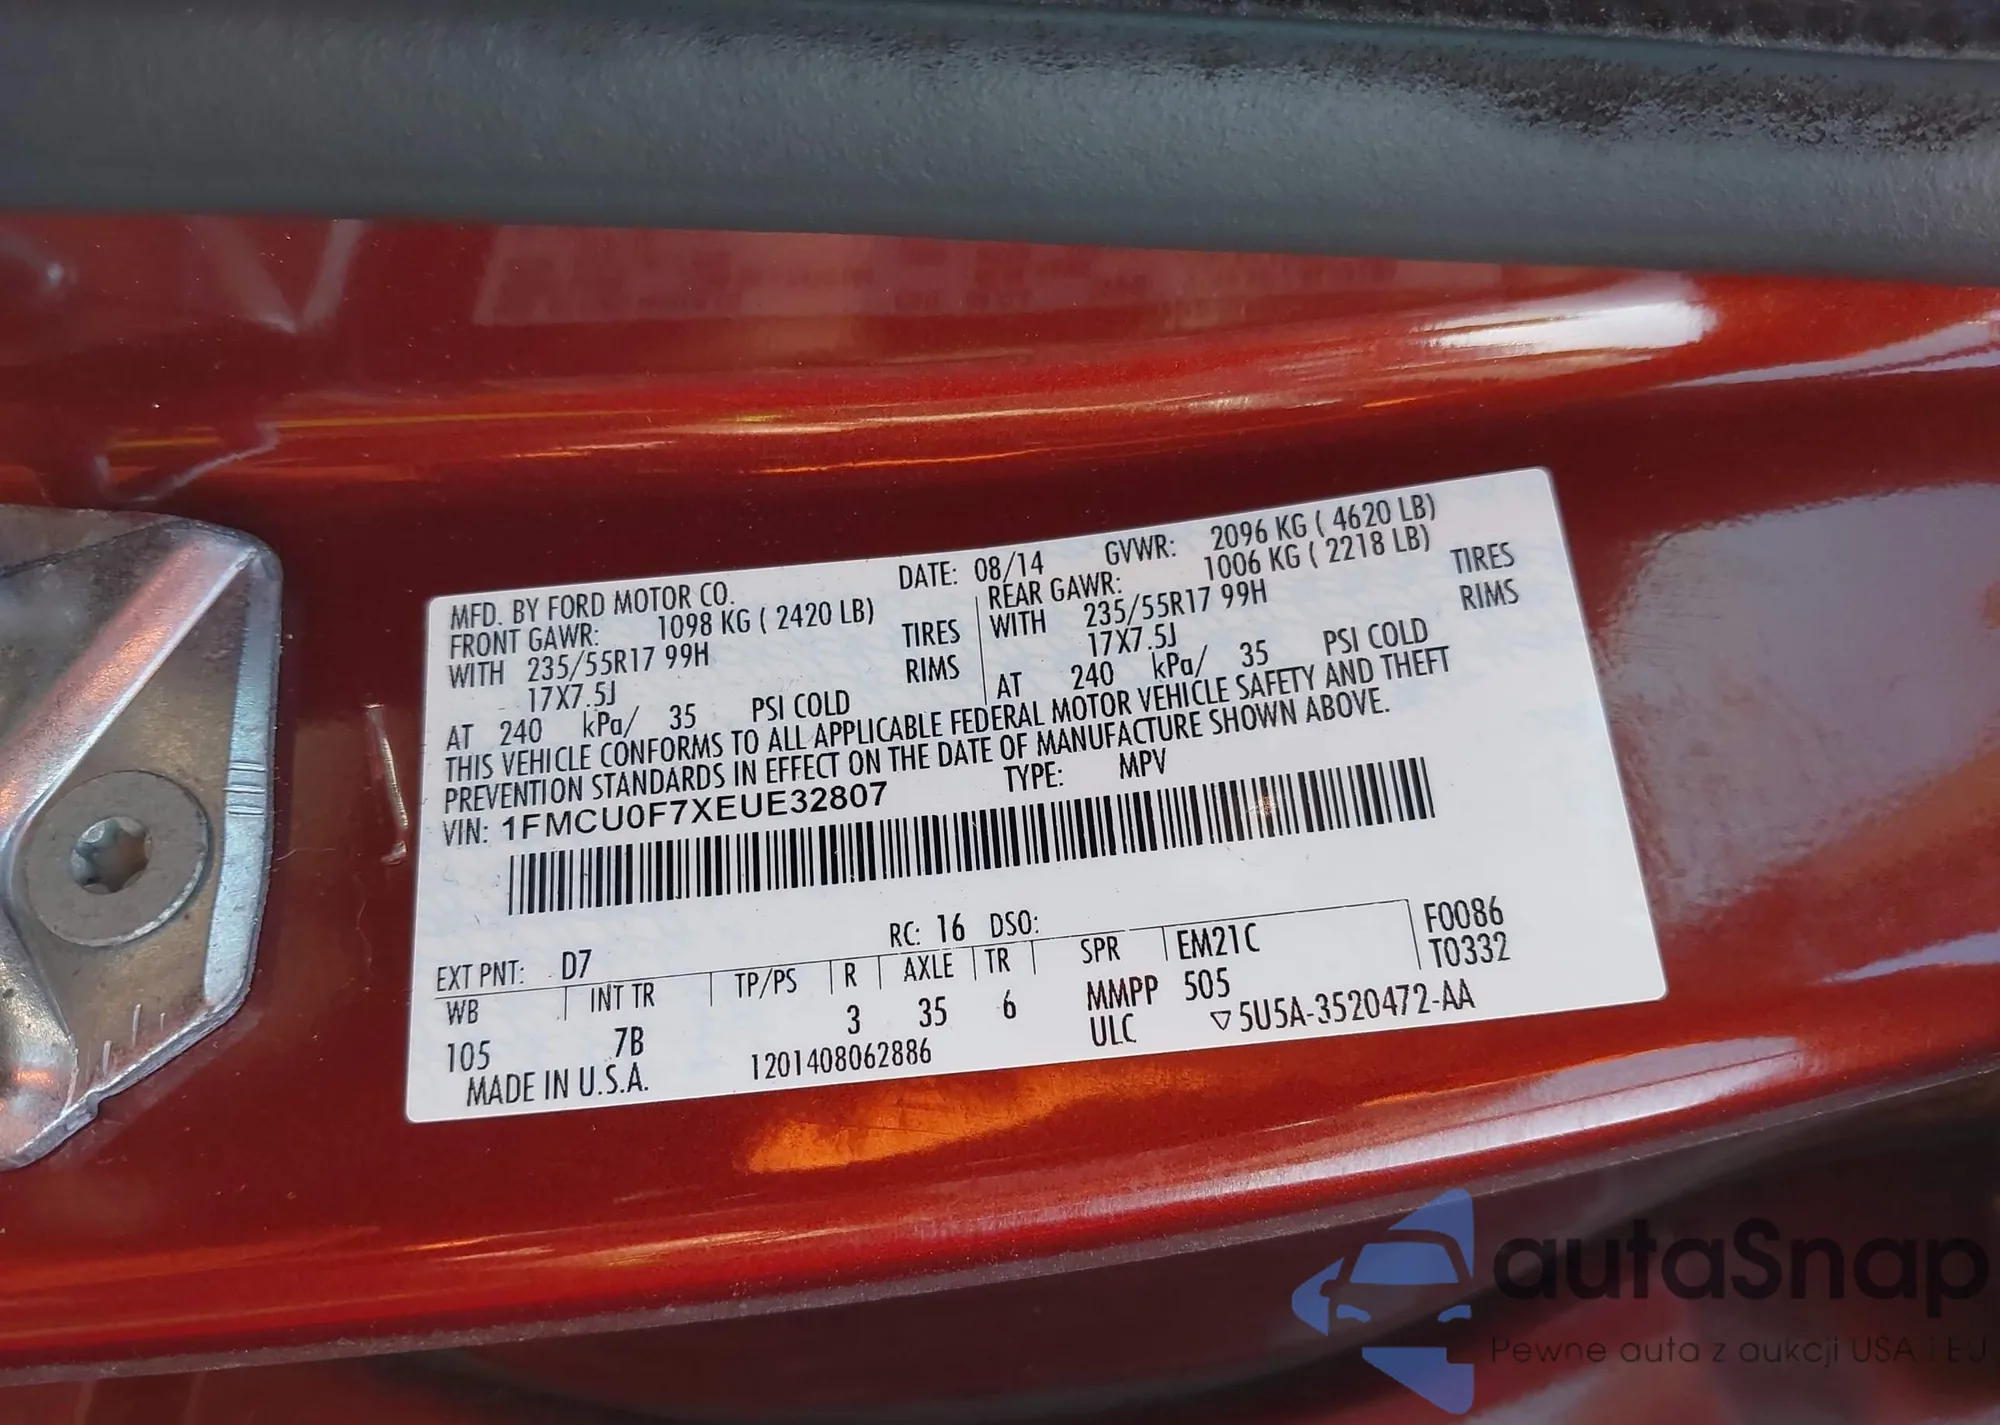 MFD. BY FORD MOTOR CO. DATE: 08/14 GVWR: 2096 KG ( 4620 LB)
FRONT GAWR: 1098 KG ( 2420 LB) REAR GAWR: 1006 KG ( 2218 LB)
WITH 235/55R17 99H TIRES WITH 235/55R17 99H TIRES
17X7.5J RIMS 17X7.5J RIMS
AT 240 kPa/ 35 PSI COLD AT 240 kPa/ 35 PSI COLD
THIS VEHICLE CONFORMS TO ALL APPLICABLE FEDERAL MOTOR VEHICLE SAFETY AND THEFT
PREVENTION STANDARDS IN EFFECT ON THE DATE OF MANUFACTURE SHOWN ABOVE.
VIN: 1FMCU0F7XEUE32807 TYPE: MPV
EXT PNT: D7 RC: 16 DSO: F0086
WB INT TR TP/PS R AXLE TR SPR EM21C T0332
105 7B 3 35 6 MMPP 505
MADE IN U.S.A. 1201408062886 ULC ▽5U5A-3520472-AA
autaSnap
Pewne auta z aukcji USA i EU